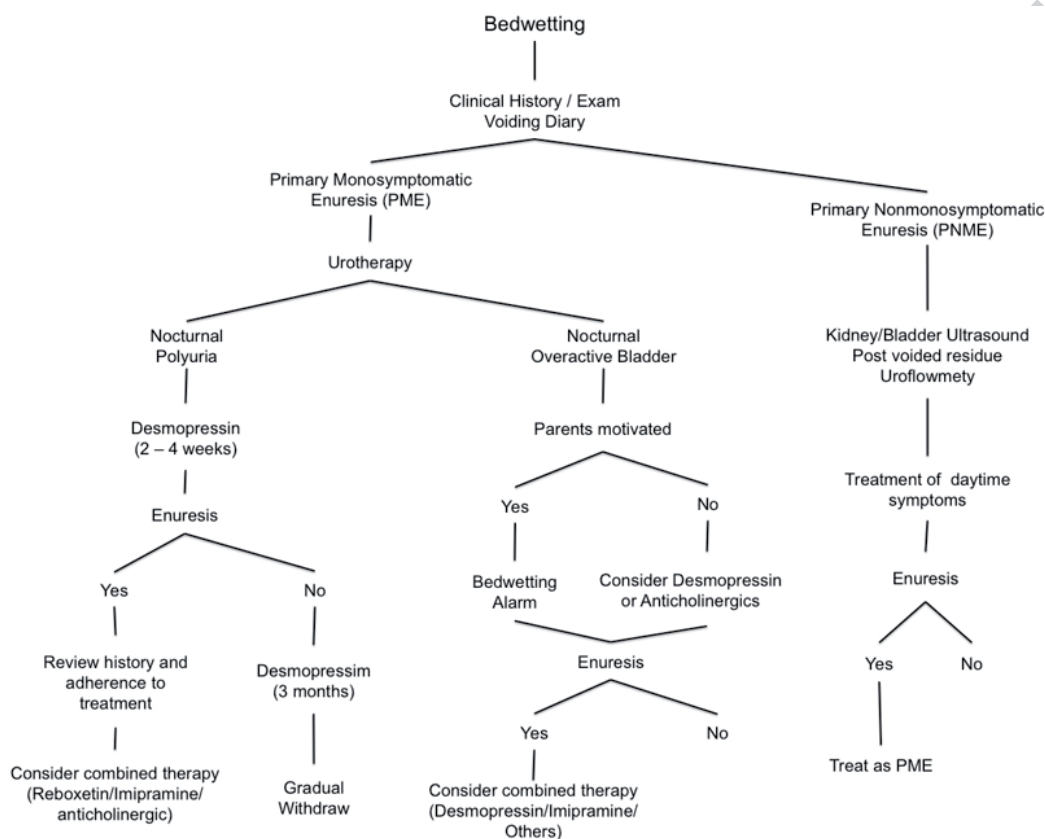 Bedwetting
Clinical History / Exam
Voiding Diary
Primary Monosymptomatic
Enuresis (PME)
Primary Nonmonosymptomatic
Enuresis (PNME)
Urotherapy
Nocturnal
Polyuria
Nocturnal
Overactive Bladder
Kidney/Bladder Ultrasound
Post voided residue
Uroflowmety
Desmopressin
(2 – 4 weeks)
Parents motivated
Treatment of daytime
symptoms
Enuresis
Yes
No
Yes
No
Bedwetting
Alarm
Consider Desmopressin
or Anticholinergics
Enuresis
Yes
No
Review history and
adherence to
treatment
Desmopressim
(3 months)
Enuresis
Yes
No
Consider combined therapy
(Reboxetin/Imipramine/
anticholinergic)
Gradual
Withdraw
Consider combined therapy
(Desmopressin/Imipramine/
Others)
Treat as PME